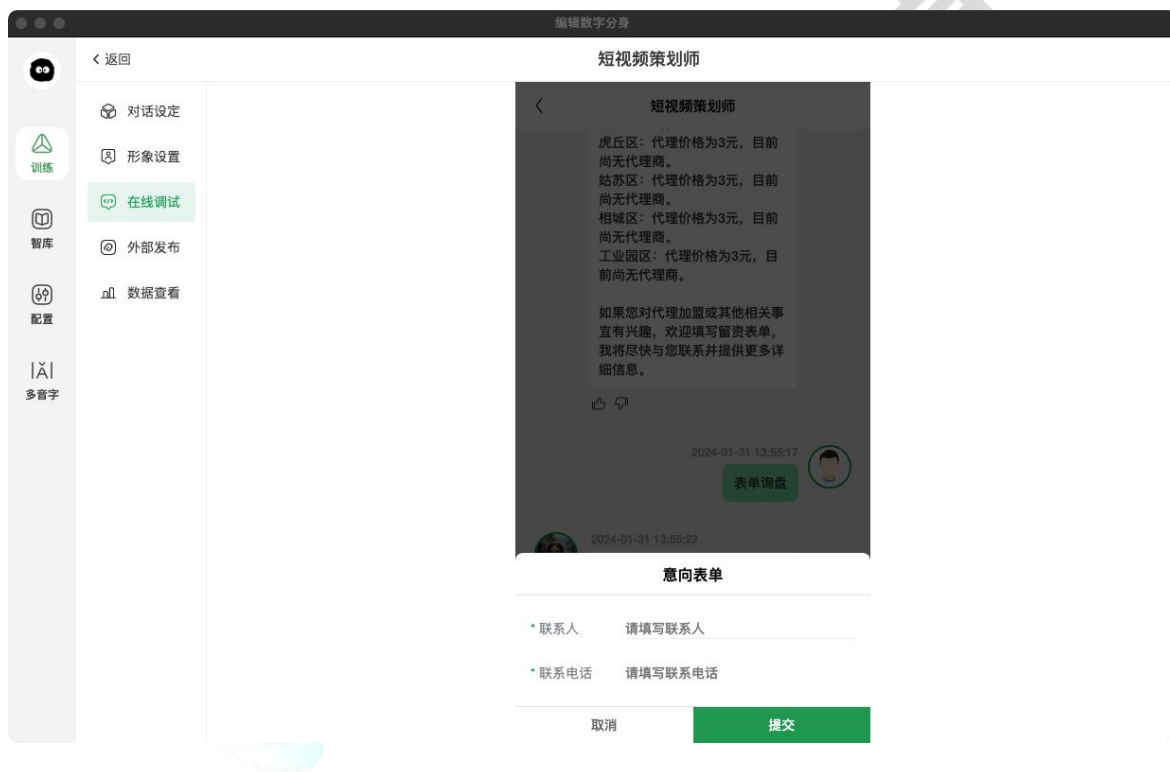 编辑数字分身
返回
短视频策划师
训练
智库
配置
|Ǎ|
多音字
对话设定
形象设置
在线调试
外部发布
数据查看
短视频策划师
虎丘区：代理价格为3元，目前
尚无代理商。
姑苏区：代理价格为3元，目前
尚无代理商。
相城区：代理价格为3元，目前
尚无代理商。
工业园区：代理价格为3元，目
前尚无代理商。
如果您对代理加盟或其他相关事
宜有兴趣，欢迎填写留资表单，
我将尽快与您联系并提供更多详
细信息。
2024-01-31 13:55:17
表单询盘
2024-01-31 13:55:22
意向表单
*联系人 请填写联系人
*联系电话 请填写联系电话
取消 提交